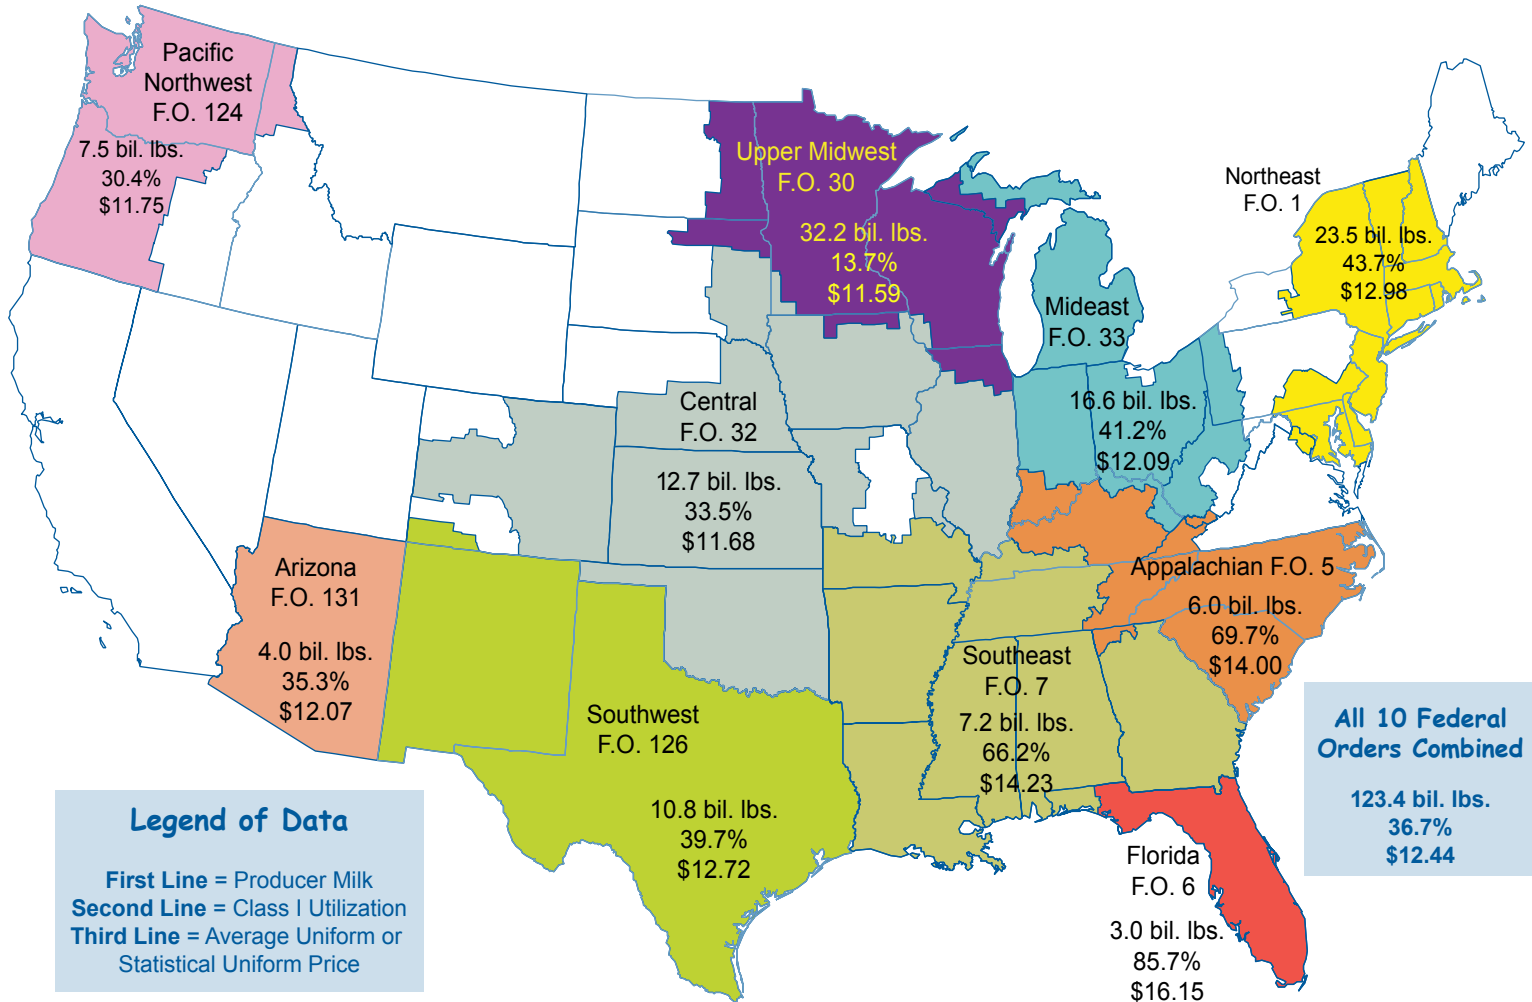 Pacific
Northwest
F.O. 124
7.5 bil. lbs.
30.4%
$11.75
Upper Midwest
F.O. 30
32.2 bil. lbs.
13.7%
$11.59
Northeast
F.O. 1
23.5 bil. lbs.
43.7%
$12.98
Mideast
F.O. 33
16.6 bil. lbs.
41.2%
$12.09
Central
F.O. 32
12.7 bil. lbs.
33.5%
$11.68
Arizona
F.O. 131
4.0 bil. lbs.
35.3%
$12.07
Appalachian F.O. 5
6.0 bil. lbs.
69.7%
$14.00
Southeast
F.O. 7
7.2 bil. lbs.
66.2%
$14.23
Southwest
F.O. 126
10.8 bil. lbs.
39.7%
$12.72
Florida
F.O. 6
3.0 bil. lbs.
85.7%
$16.15
All 10 Federal
Orders Combined
123.4 bil. lbs.
36.7%
$12.44
Legend of Data
First Line = Producer Milk
Second Line = Class I Utilization
Third Line = Average Uniform or
Statistical Uniform Price